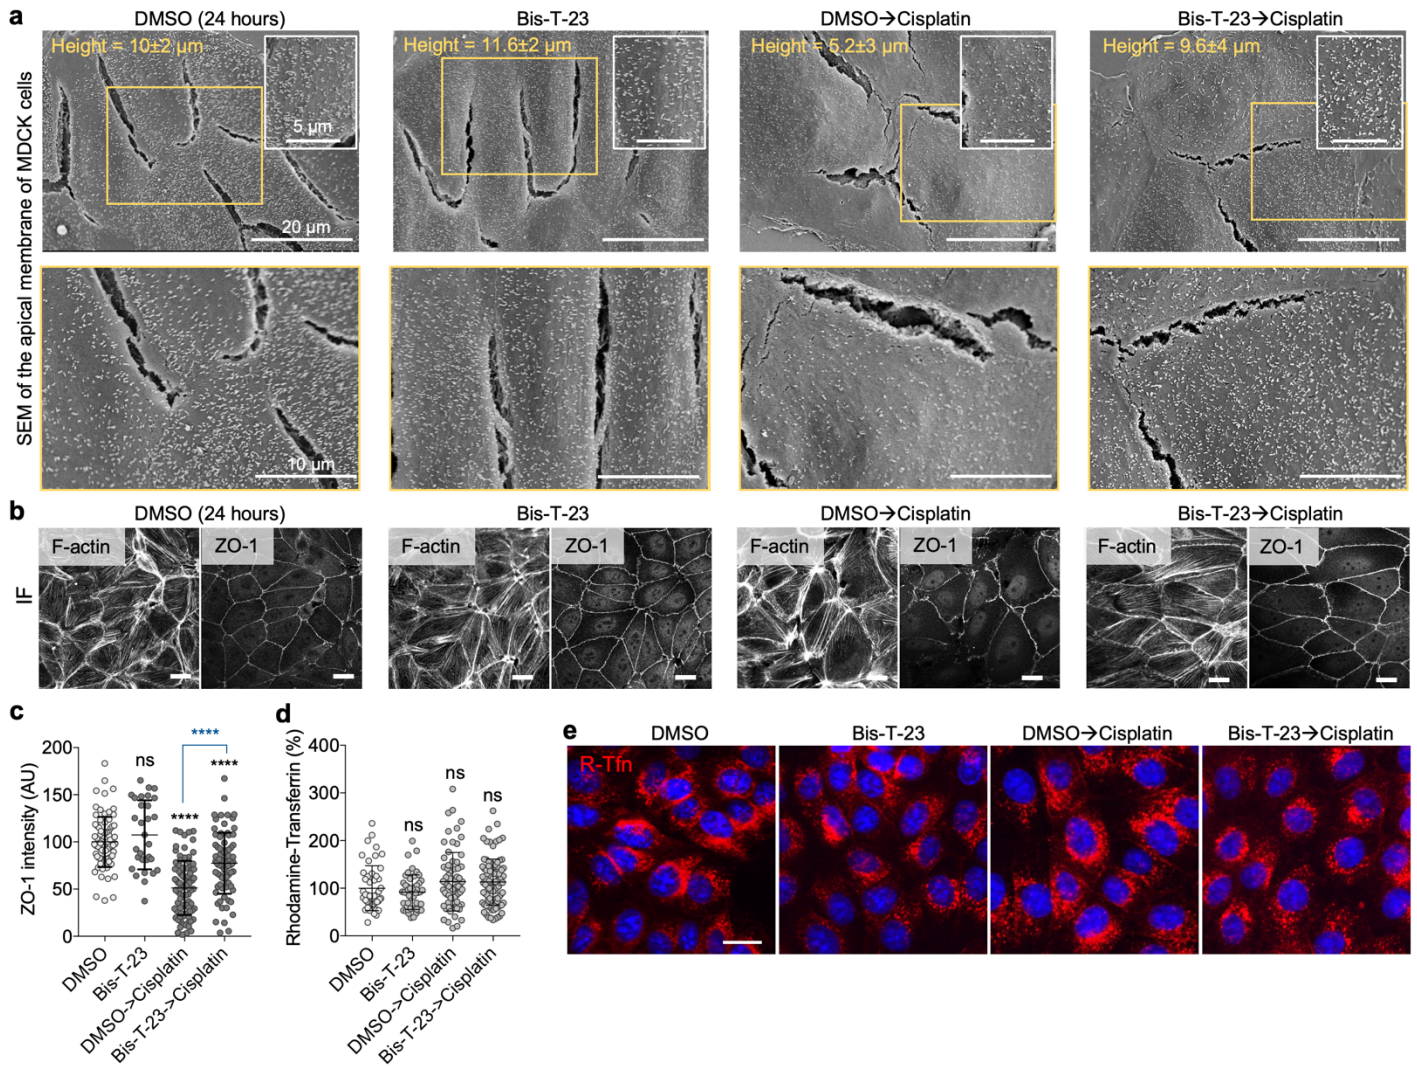 a
DMSO (24 hours)
Bis-T-23
DMSO→Cisplatin
Bis-T-23→Cisplatin
SEM of the apical membrane of MDCK cells
Height = 10±2 μm
Height = 11.6±2 μm
Height = 5.2±3 μm
Height = 9.6±4 μm
5 μm
20 μm
10 μm
b
DMSO (24 hours)
Bis-T-23
DMSO→Cisplatin
Bis-T-23→Cisplatin
IF
F-actin
ZO-1
F-actin
ZO-1
F-actin
ZO-1
F-actin
ZO-1
c
ZO-1 intensity (AU)
200
150
100
50
0
ns
****
****
****
DMSO
Bis-T-23
DMSO->Cisplatin
Bis-T-23->Cisplatin
d
Rhodamine-Transferrin (%)
400
300
200
100
0
ns
ns
ns
DMSO
Bis-T-23
DMSO->Cisplatin
Bis-T-23->Cisplatin
e
DMSO
Bis-T-23
DMSO→Cisplatin
Bis-T-23→Cisplatin
R-Tfn